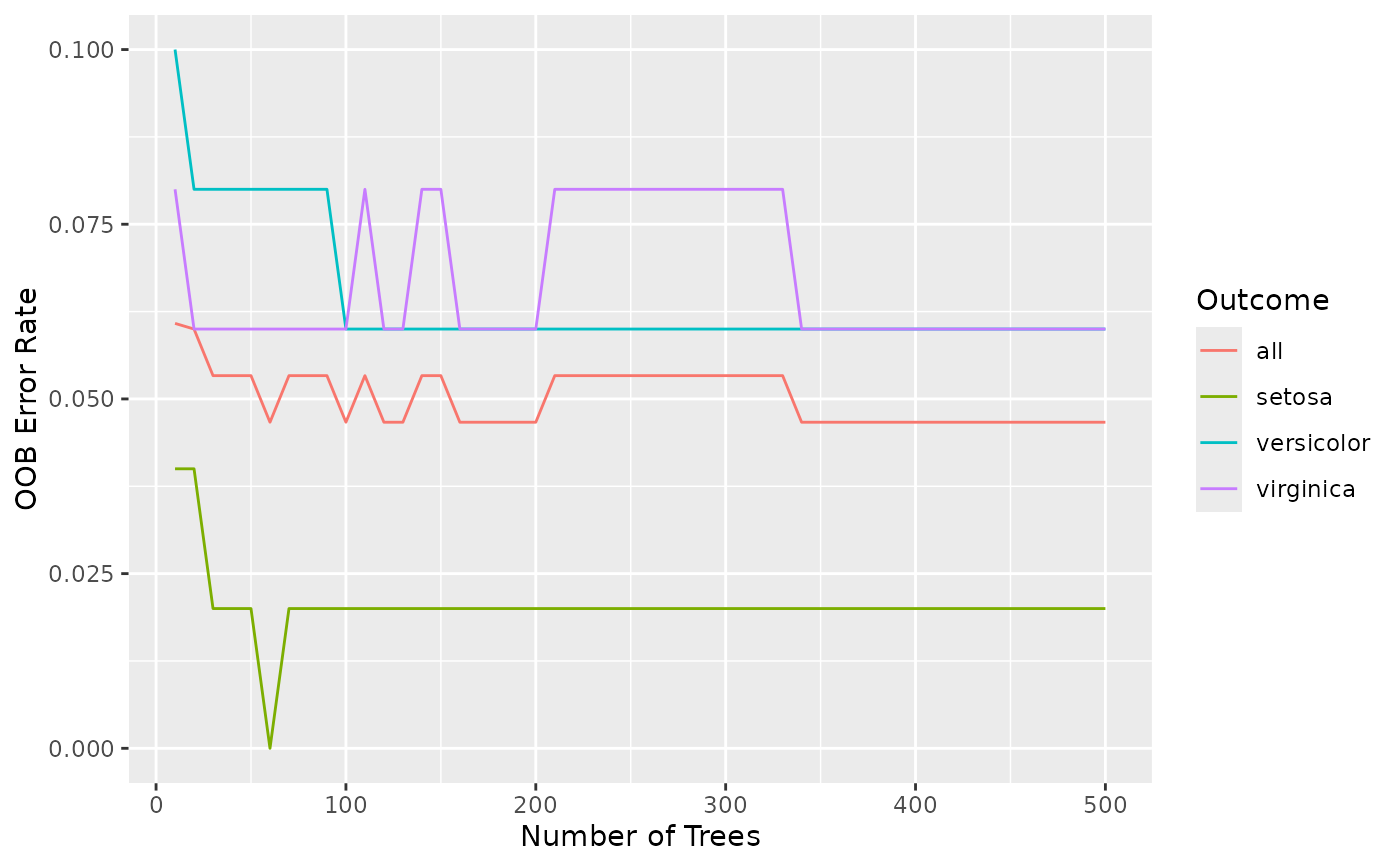 OOB Error Rate
0.100
0.075
0.050
0.025
0.000
0 100 200 300 400 500
Number of Trees
Outcome
all
setosa
versicolor
virginica